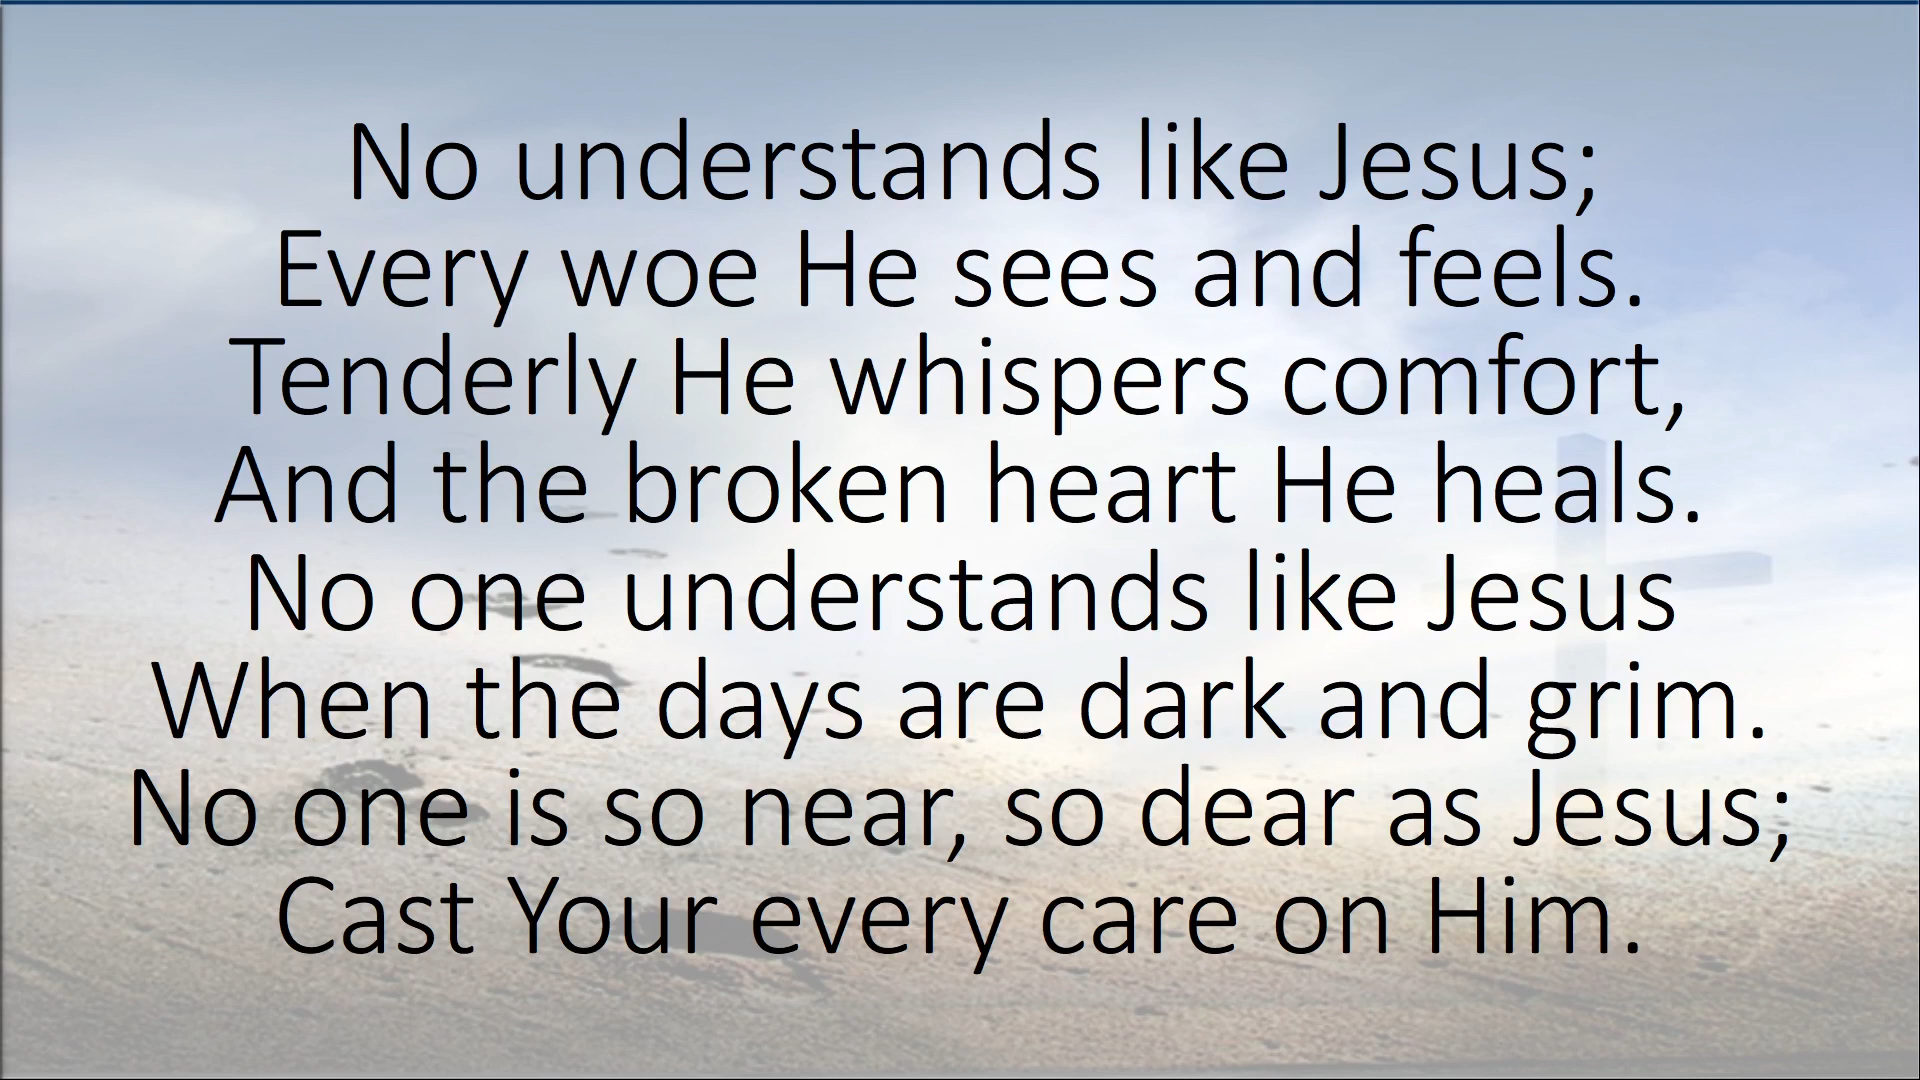 No understands like Jesus;
Every woe He sees and feels.
Tenderly He whispers comfort,
And the broken heart He heals.
No one understands like Jesus
When the days are dark and grim.
No one is so near, so dear as Jesus;
Cast Your every care on Him.